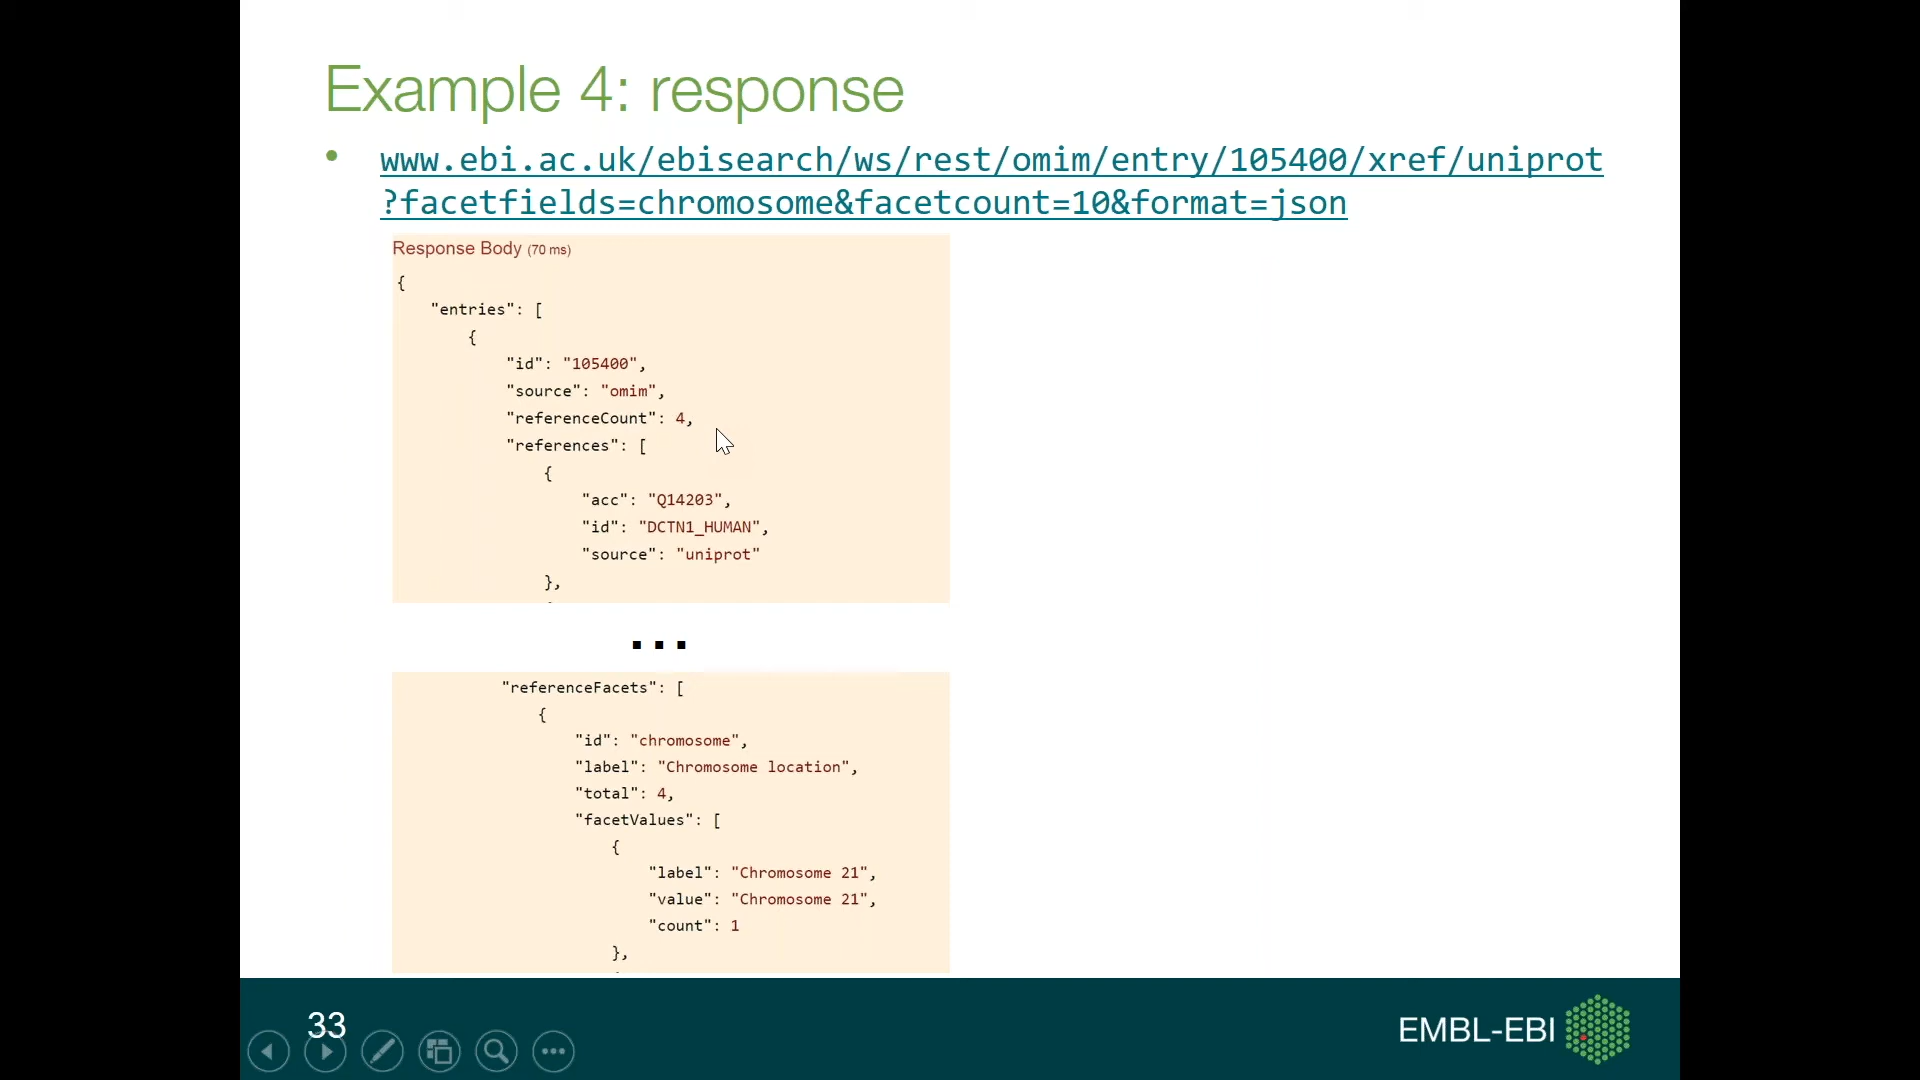 Example 4: response
• www.ebi.ac.uk/ebisearch/ws/rest/omim/entry/105400/xref/uniprot
?facetfields=chromosome&facetcount=10&format=json
Response Body (70 ms)
{
"entries": [
{
"id": "105400",
"source": "omim",
"referenceCount": 4,
"references": [
{
"acc": "Q14203",
"id": "DCTN1_HUMAN",
"source": "uniprot"
},
...
"referenceFacets": [
{
"id": "chromosome",
"label": "Chromosome location",
"total": 4,
"facetValues": [
{
"label": "Chromosome 21",
"value": "Chromosome 21",
"count": 1
},
33
EMBL-EBI